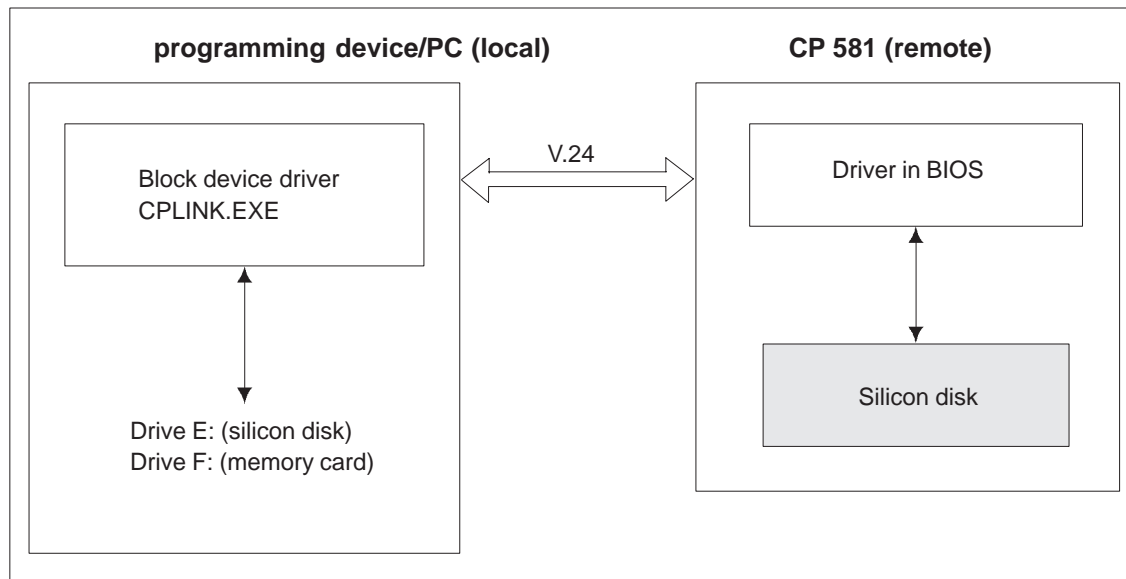 programming device/PC (local)
CP 581 (remote)
Block device driver
CPLINK.EXE
V.24
Driver in BIOS
Silicon disk
Drive E: (silicon disk)
Drive F: (memory card)